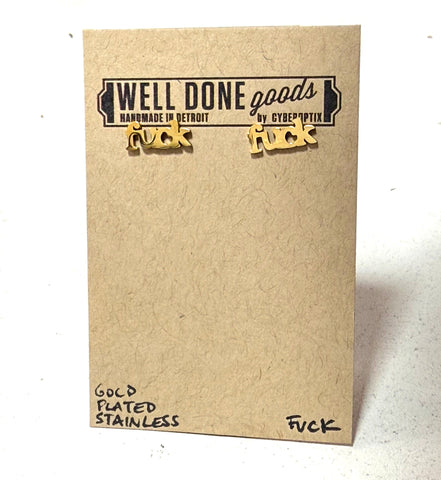 WELL DONE goods
HANDMADE IN DETROIT by CYBEROPTIX
fuck fuck
GOLD
PLATED
STAINLESS
FUCK